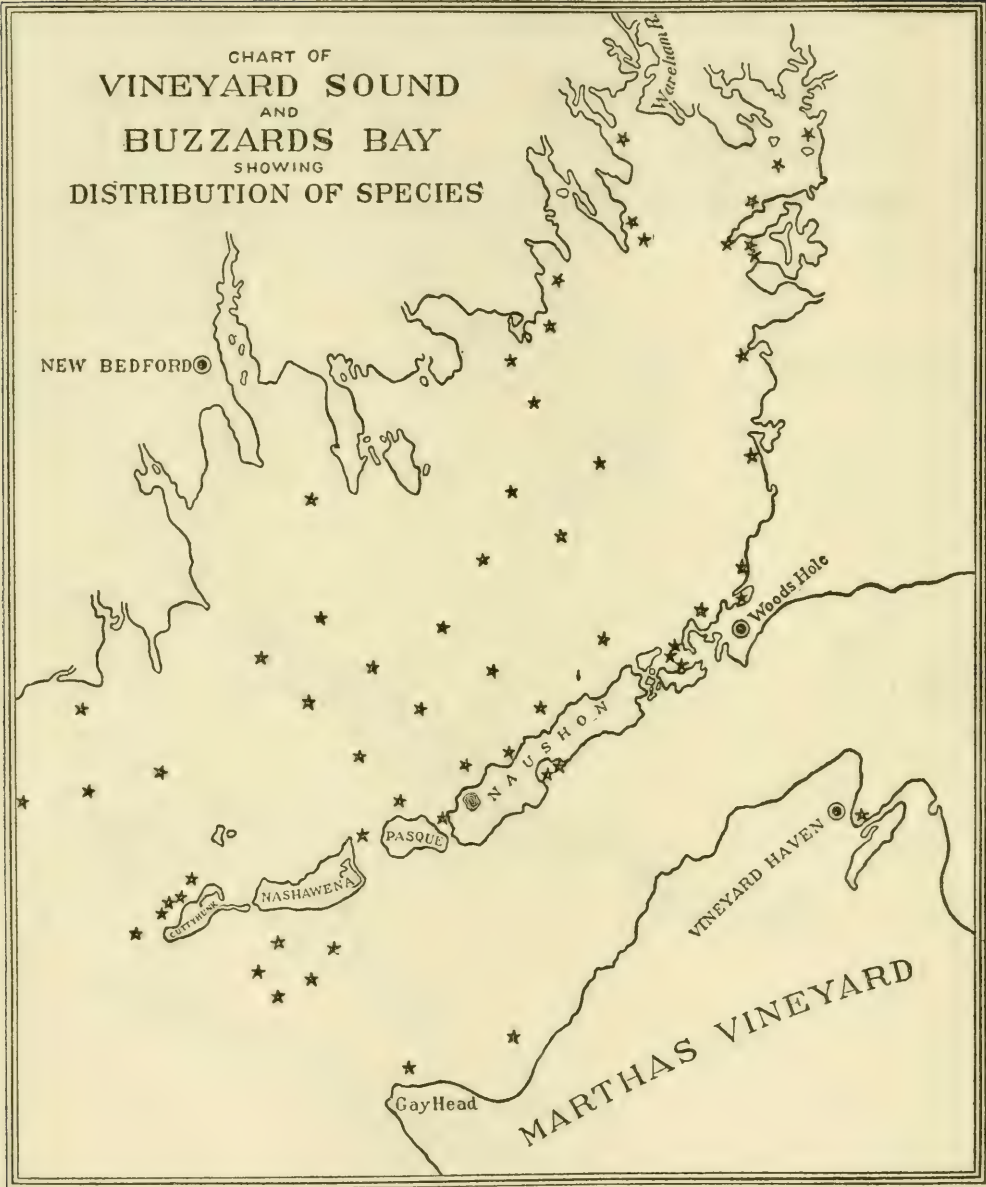 CHART OF
VINEYARD SOUND
AND
BUZZARDS BAY
SHOWING
DISTRIBUTION OF SPECIES
Wareham R.
NEW BEDFORD
Woods Hole
NAUSHON
PASQUE
NASHAWENA
CUTTYHUNK
VINEYARD HAVEN
MARTHAS VINEYARD
Gay Head